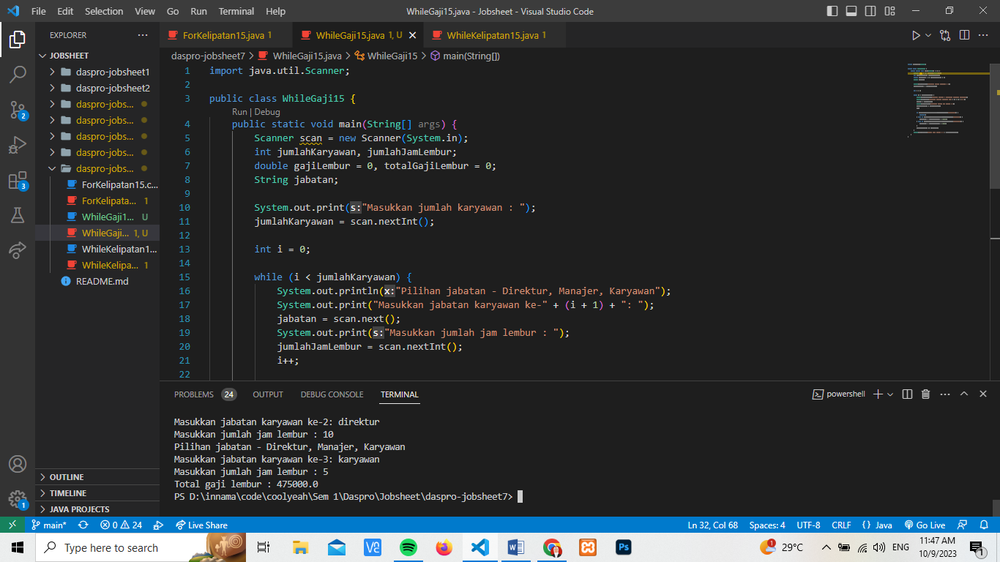 File Edit Selection View Go Run Terminal Help WhileGaji15.java - Jobsheet - Visual Studio Code
EXPLORER ···
ForKelipatan15.java 1 WhileGaji15.java 1, U WhileKelipatan15.java 1
JOBSHEET
daspro-jobsheet1
daspro-jobsheet2
daspro-jobs...
daspro-jobs...
daspro-jobs...
daspro-jobs...
daspro-jobs...
ForKelipatan15.c...
ForKelipata... 1
WhileGaji1... U
WhileGaji... 1, U
WhileKelipatan1...
WhileKelipa... 1
README.md
OUTLINE
TIMELINE
JAVA PROJECTS
2
3
1
daspro-jobsheet7 > WhileGaji15.java > WhileGaji15 > main(String[])
1 import java.util.Scanner;
2
3 public class WhileGaji15 {
Run | Debug
4 public static void main(String[] args) {
5 Scanner scan = new Scanner(System.in);
6 int jumlahKaryawan, jumlahJamLembur;
7 double gajiLembur = 0, totalGajiLembur = 0;
8 String jabatan;
9
10 System.out.print(s:"Masukkan jumlah karyawan : ");
11 jumlahKaryawan = scan.nextInt();
12
13 int i = 0;
14
15 while (i < jumlahKaryawan) {
16 System.out.println(x:"Pilihan jabatan - Direktur, Manajer, Karyawan");
17 System.out.print("Masukkan jabatan karyawan ke-" + (i + 1) + ": ");
18 jabatan = scan.next();
19 System.out.print(s:"Masukkan jumlah jam lembur : ");
20 jumlahJamLembur = scan.nextInt();
21 i++;
22
PROBLEMS 24 OUTPUT DEBUG CONSOLE TERMINAL powershell
Masukkan jabatan karyawan ke-2: direktur
Masukkan jumlah jam lembur : 10
Pilihan jabatan - Direktur, Manajer, Karyawan
Masukkan jabatan karyawan ke-3: karyawan
Masukkan jumlah jam lembur : 5
Total gaji lembur : 475000.0
PS D:\innama\code\coolyeah\Sem 1\Daspro\Jobsheet\daspro-jobsheet7>
main* 0 24 Live Share Ln 32, Col 68 Spaces: 4 UTF-8 CRLF {} Java Go Live
Type here to search 1 29°C ENG 11:47 AM
10/9/2023 1